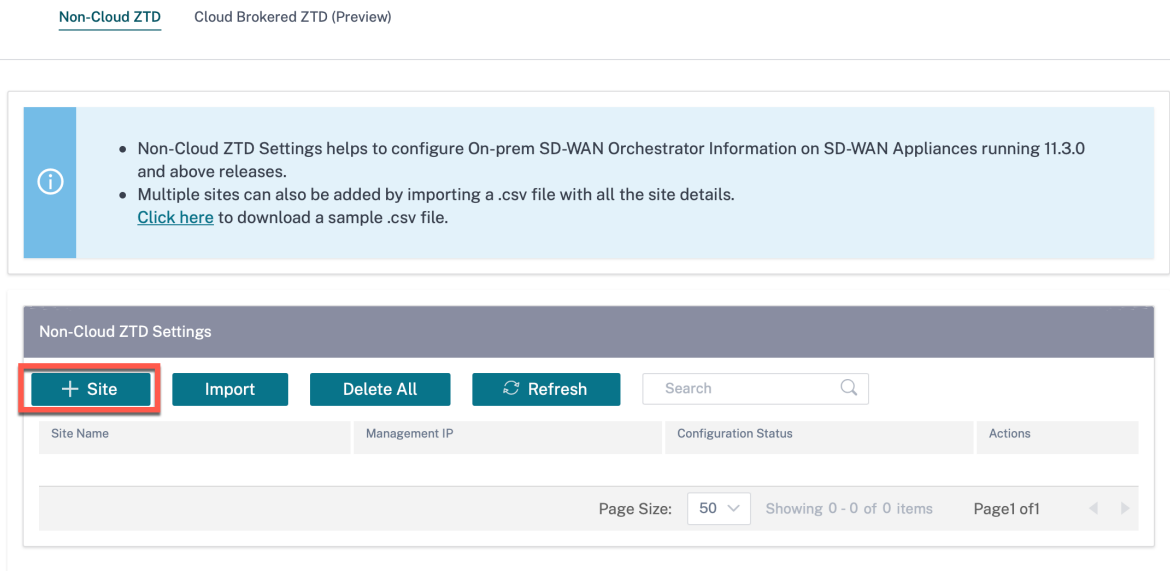 Non-Cloud ZTD Cloud Brokered ZTD (Preview)
• Non-Cloud ZTD Settings helps to configure On-prem SD-WAN Orchestrator Information on SD-WAN Appliances running 11.3.0
and above releases.
• Multiple sites can also be added by importing a .csv file with all the site details.
Click here to download a sample .csv file.
Non-Cloud ZTD Settings
+ Site Import Delete All Refresh Search
Site Name Management IP Configuration Status Actions
Page Size: 50 Showing 0 - 0 of 0 items Page1 of1